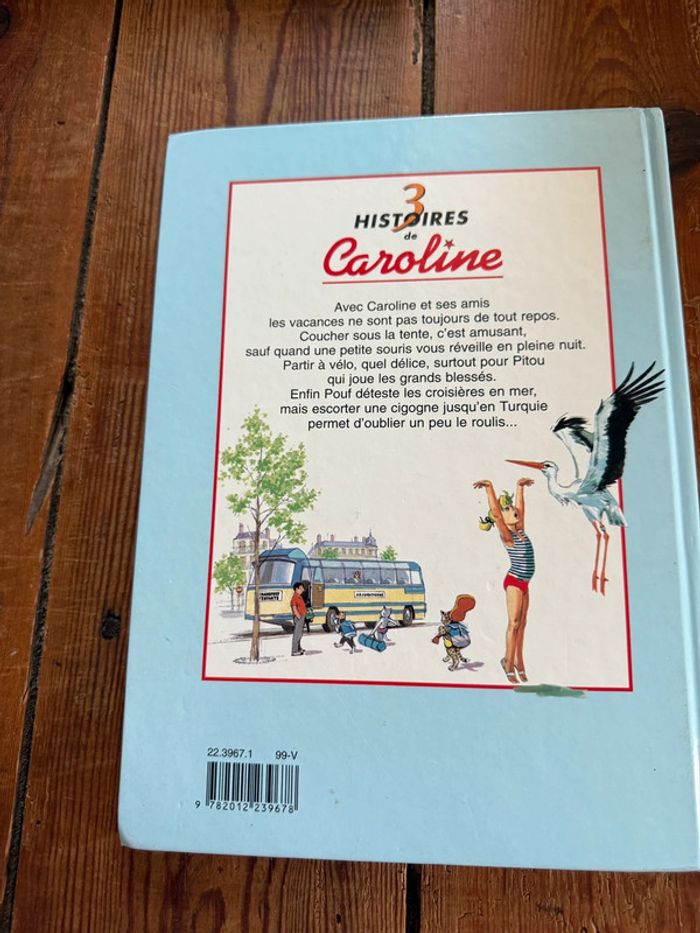 3
HISTOIRES
de
Caroline
Avec Caroline et ses amis
les vacances ne sont pas toujours de tout repos.
Coucher sous la tente, c'est amusant,
sauf quand une petite souris vous réveille en pleine nuit.
Partir à vélo, quel délice, surtout pour Pitou
qui joue les grands blessés.
Enfin Pouf déteste les croisières en mer,
mais escorter une cigogne jusqu'en Turquie
permet d'oublier un peu le roulis...
TRANSPORT
D'ENFANTS
22.3967.1 99-V
9 782012 239678